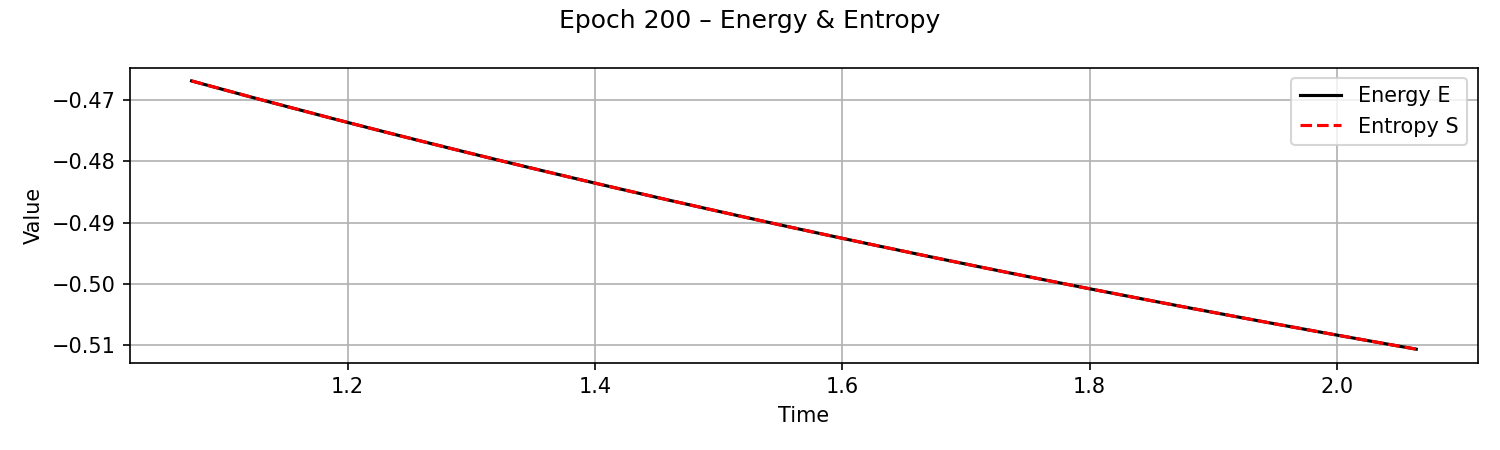 Epoch 200 – Energy & Entropy
Energy E
Entropy S
−0.47
−0.48
−0.49
−0.50
−0.51
Value
1.2 1.4 1.6 1.8 2.0
Time